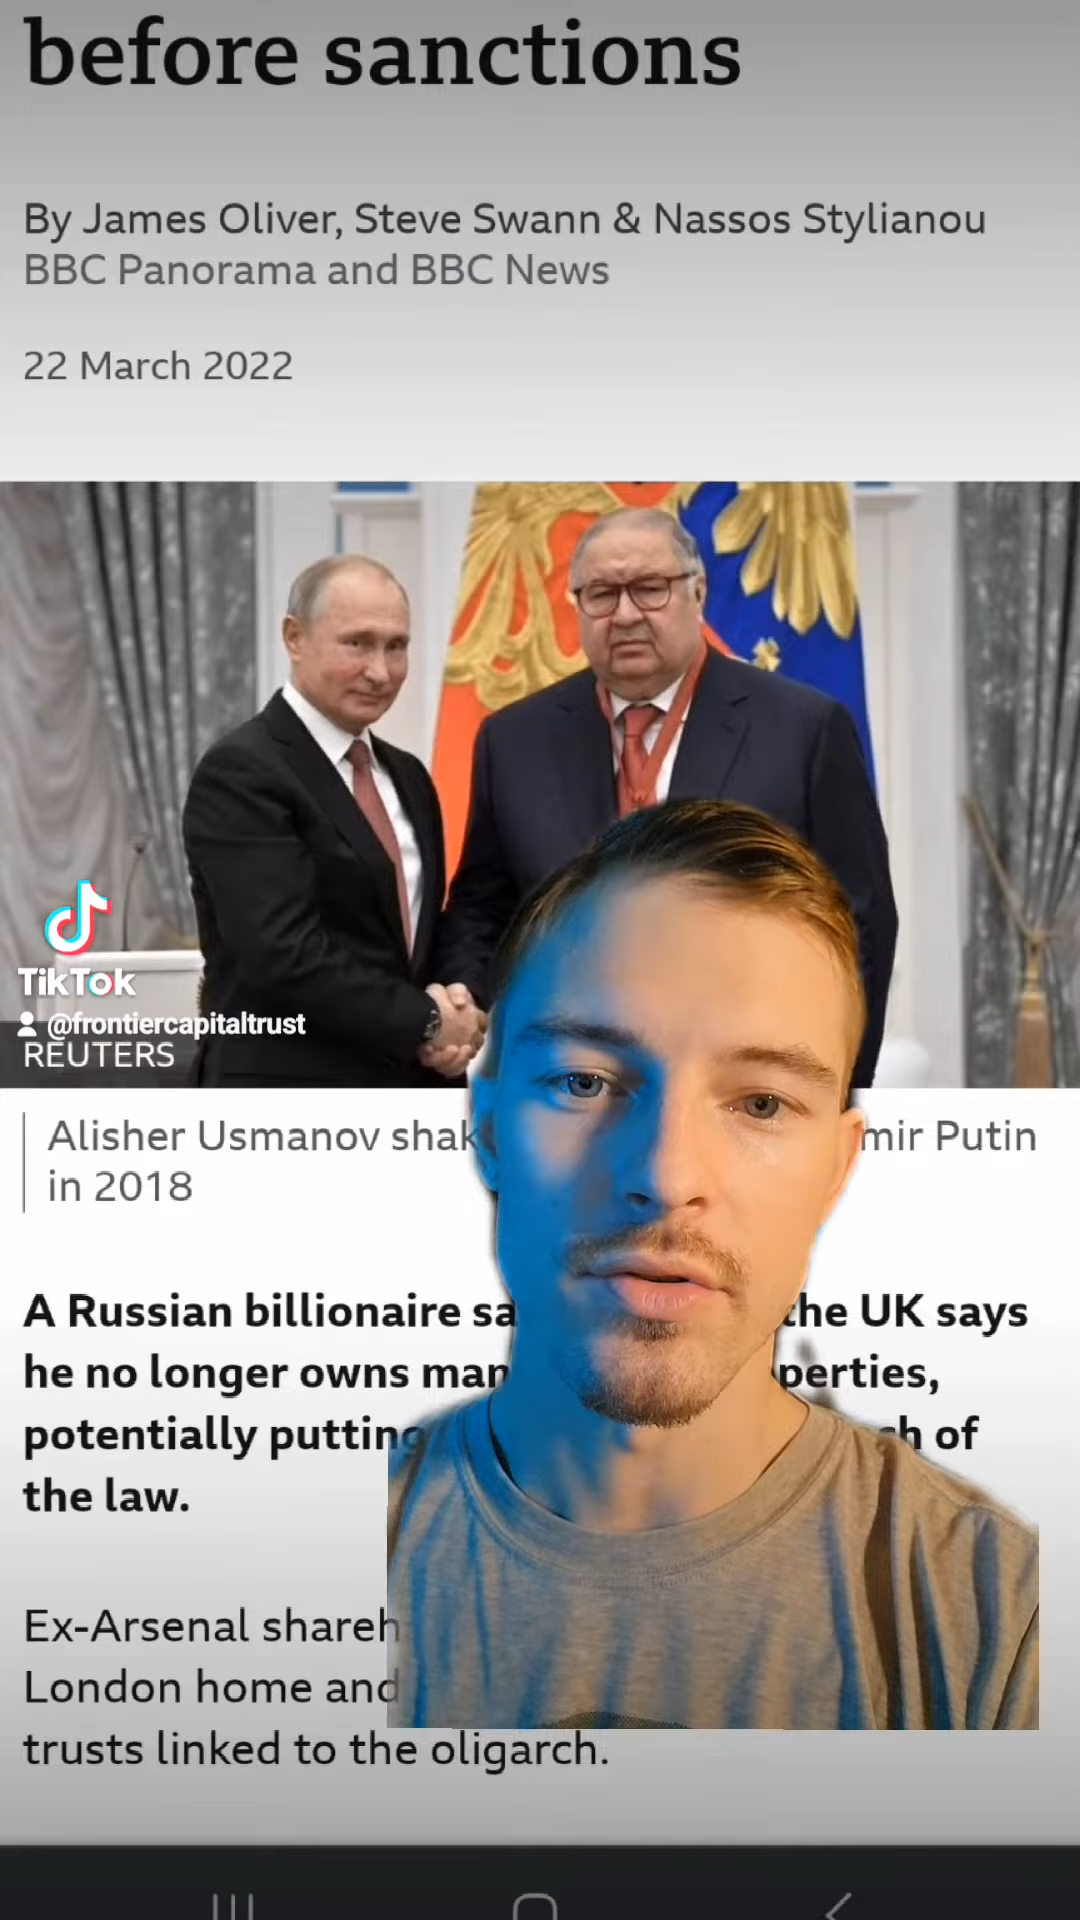 before sanctions
By James Oliver, Steve Swann & Nassos Stylianou
BBC Panorama and BBC News
22 March 2022
TikTok
@frontiercapitaltrust
REUTERS
Alisher Usmanov shak mir Putin
in 2018
A Russian billionaire sa the UK says
he no longer owns man perties,
potentially putting ch of
the law.
Ex-Arsenal shareh
London home and
trusts linked to the oligarch.